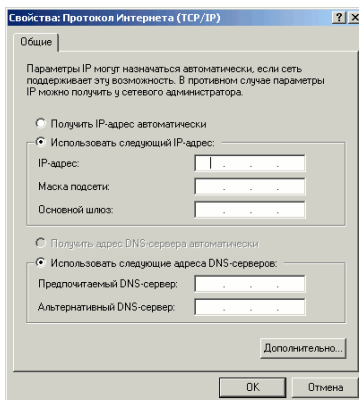 Свойства: Протокол Интернета (TCP/IP)
Общие
Параметры IP могут назначаться автоматически, если сеть
поддерживает эту возможность. В противном случае параметры
IP можно получить у сетевого администратора.
Получить IP-адрес автоматически
Использовать следующий IP-адрес:
IP-адрес:
Маска подсети:
Основной шлюз:
Получить адрес DNS-сервера автоматически
Использовать следующие адреса DNS-серверов:
Предпочитаемый DNS-сервер:
Альтернативный DNS-сервер:
Дополнительно...
OK
Отмена